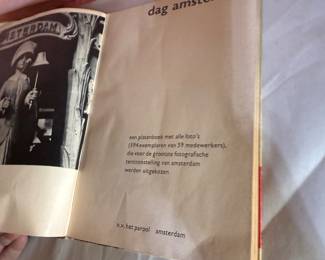 STERDAM
dag amster
een platenboek met alle foto's
(594 exemplaren van 59 medewerkers),
die voor de grootste fotografische
tentoonstelling van amsterdam
werden uitgekozen
n.v. het parool amsterdam